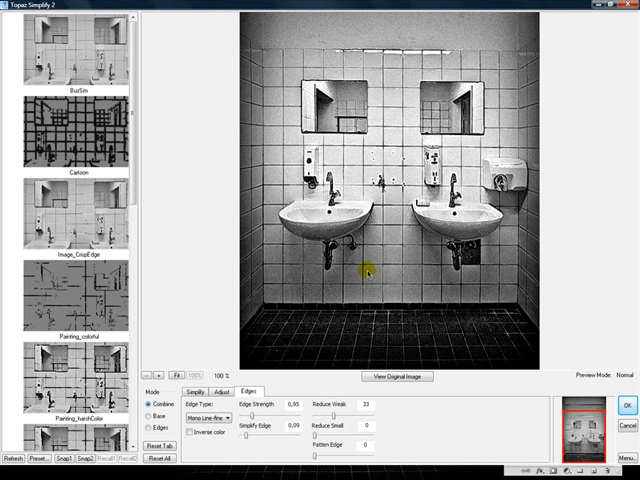 Topaz Simplify 2
BuzSim
Cartoon
Image_CrispEdge
Painting_colorful
Painting_harshColor
Refresh Preset... Snap1 Snap2 Recall1 Recall2
- + Fit 100% 100 % View Original Image Preview Mode: Normal
Mode
Combine
Base
Edges
Reset Tab
Reset All
Simplify Adjust Edges
Edge Type:
Mono Line-fine
Inverse color
Edge Strength 0,95
Simplify Edge 0,09
Reduce Weak 33
Reduce Small 0
Fatten Edge 0
OK
Cancel
Menu...
fx